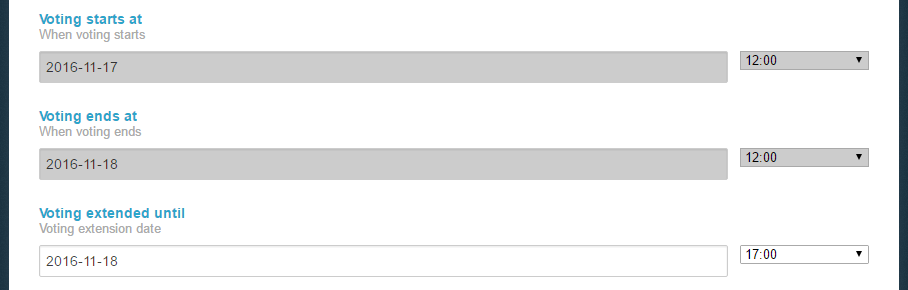 Voting starts at
When voting starts
2016-11-17 12:00
Voting ends at
When voting ends
2016-11-18 12:00
Voting extended until
Voting extension date
2016-11-18 17:00